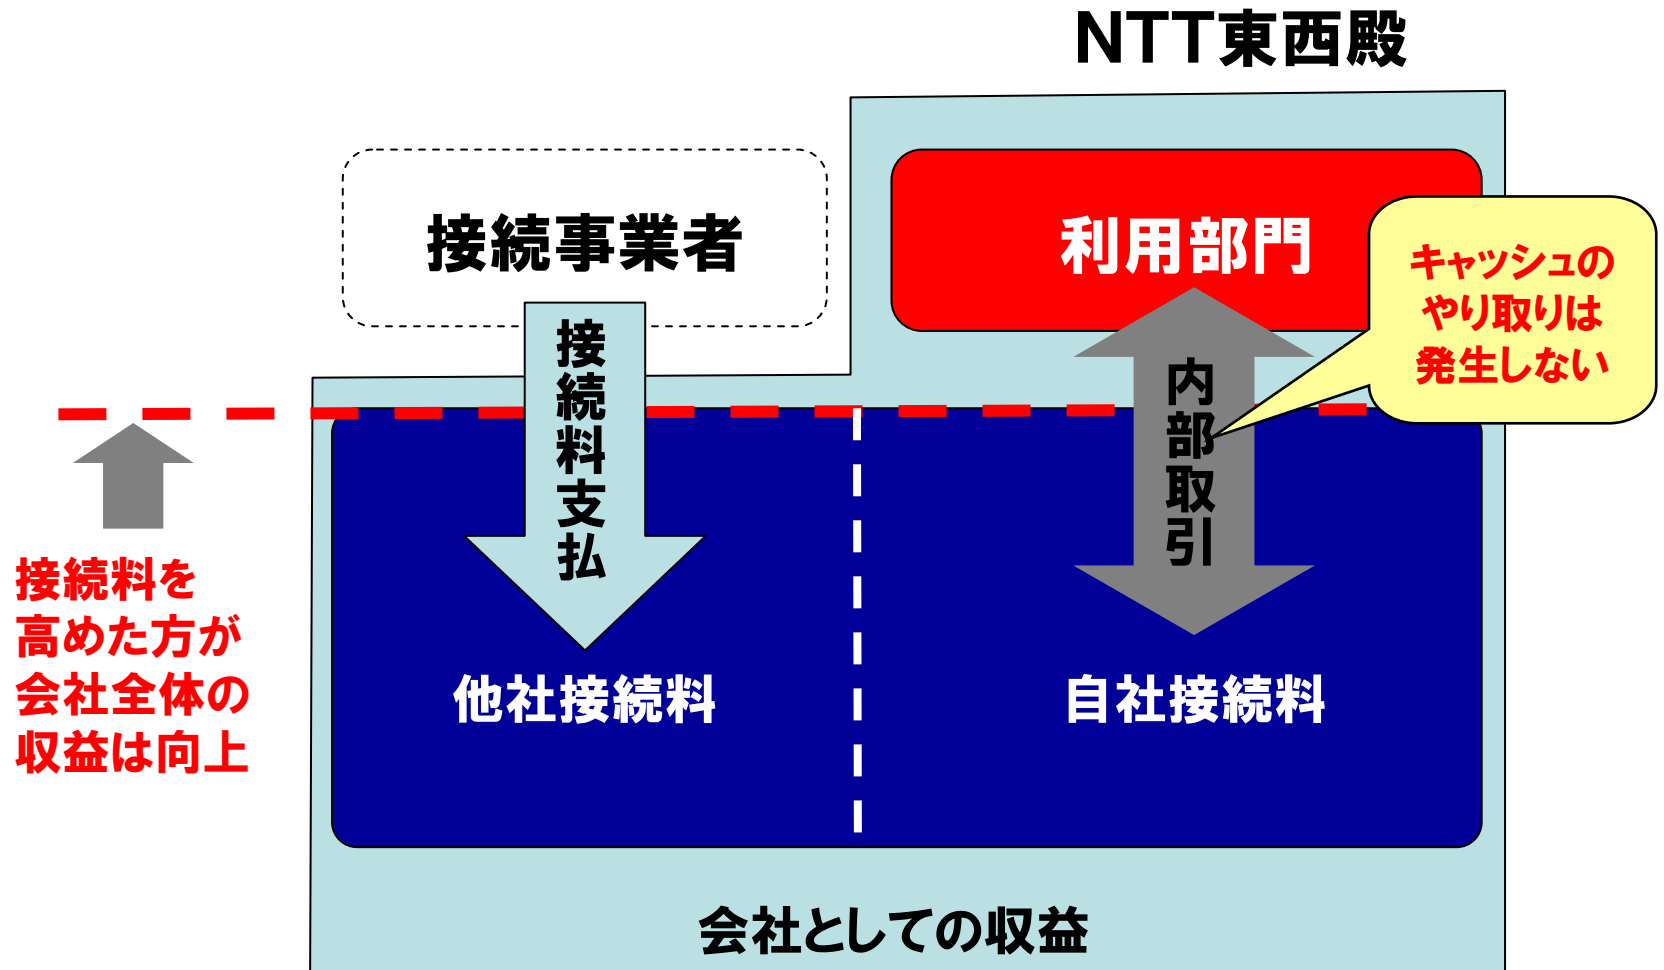 NTT東西殿
接続事業者
利用部門
キャッシュの
やり取りは
発生しない
接続料支払
内部取引
接続料を
高めた方が
会社全体の
収益は向上
他社接続料
自社接続料
会社としての収益